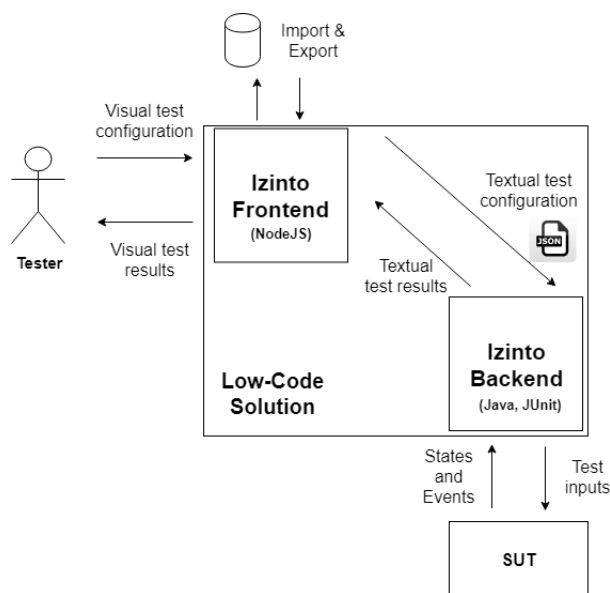 Import &
Export
Visual test
configuration
Izinto
Frontend
(NodeJS)
Textual test
configuration
JSON
Tester
Visual test
results
Textual
test results
Izinto
Backend
(Java, JUnit)
Low-Code
Solution
States
and
Events
Test
inputs
SUT